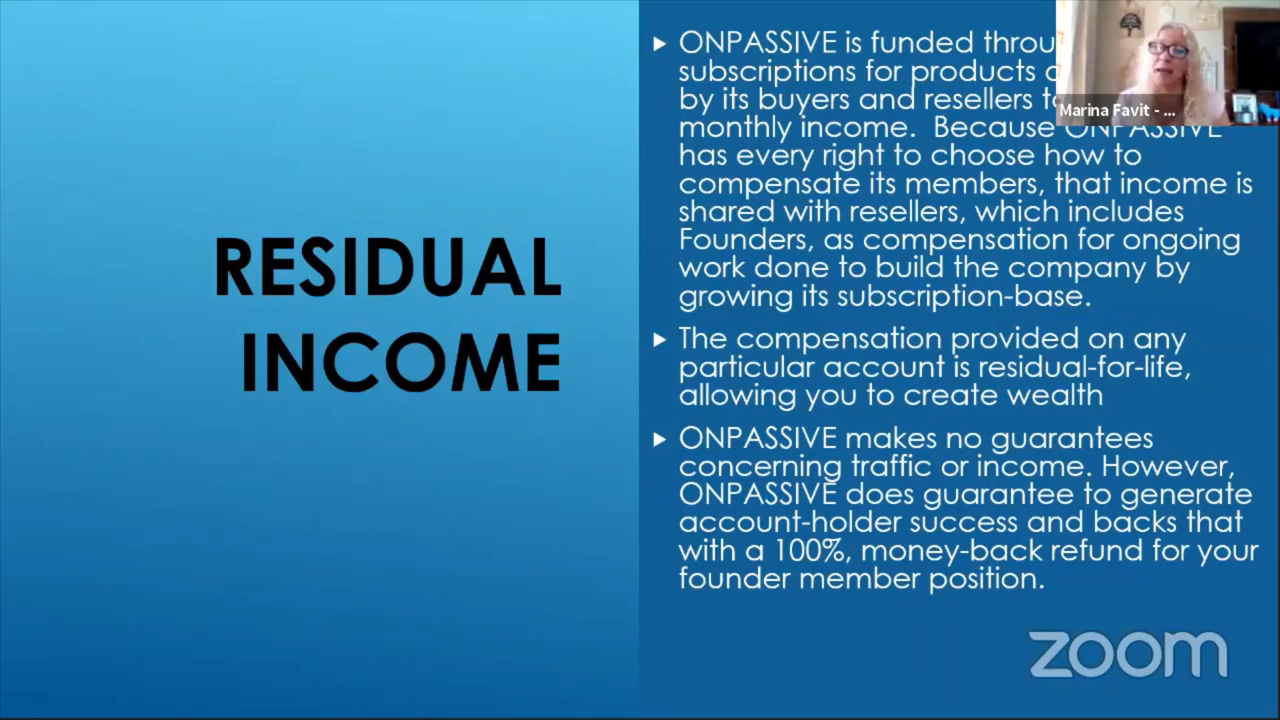 RESIDUAL
INCOME
ONPASSIVE is funded
subscriptions for products
by its buyers and resellers
monthly income. Because ONPASSIVE
has every right to choose how to
compensate its members, that income is
shared with resellers, which includes
Founders, as compensation for ongoing
work done to build the company by
growing its subscription-base.
The compensation provided on any
particular account is residual-for-life,
allowing you to create wealth
ONPASSIVE makes no guarantees
concerning traffic or income. However,
ONPASSIVE does guarantee to generate
account-holder success and backs that
with a 100%, money-back refund for your
founder member position.
Marina Favit - ...
zoom